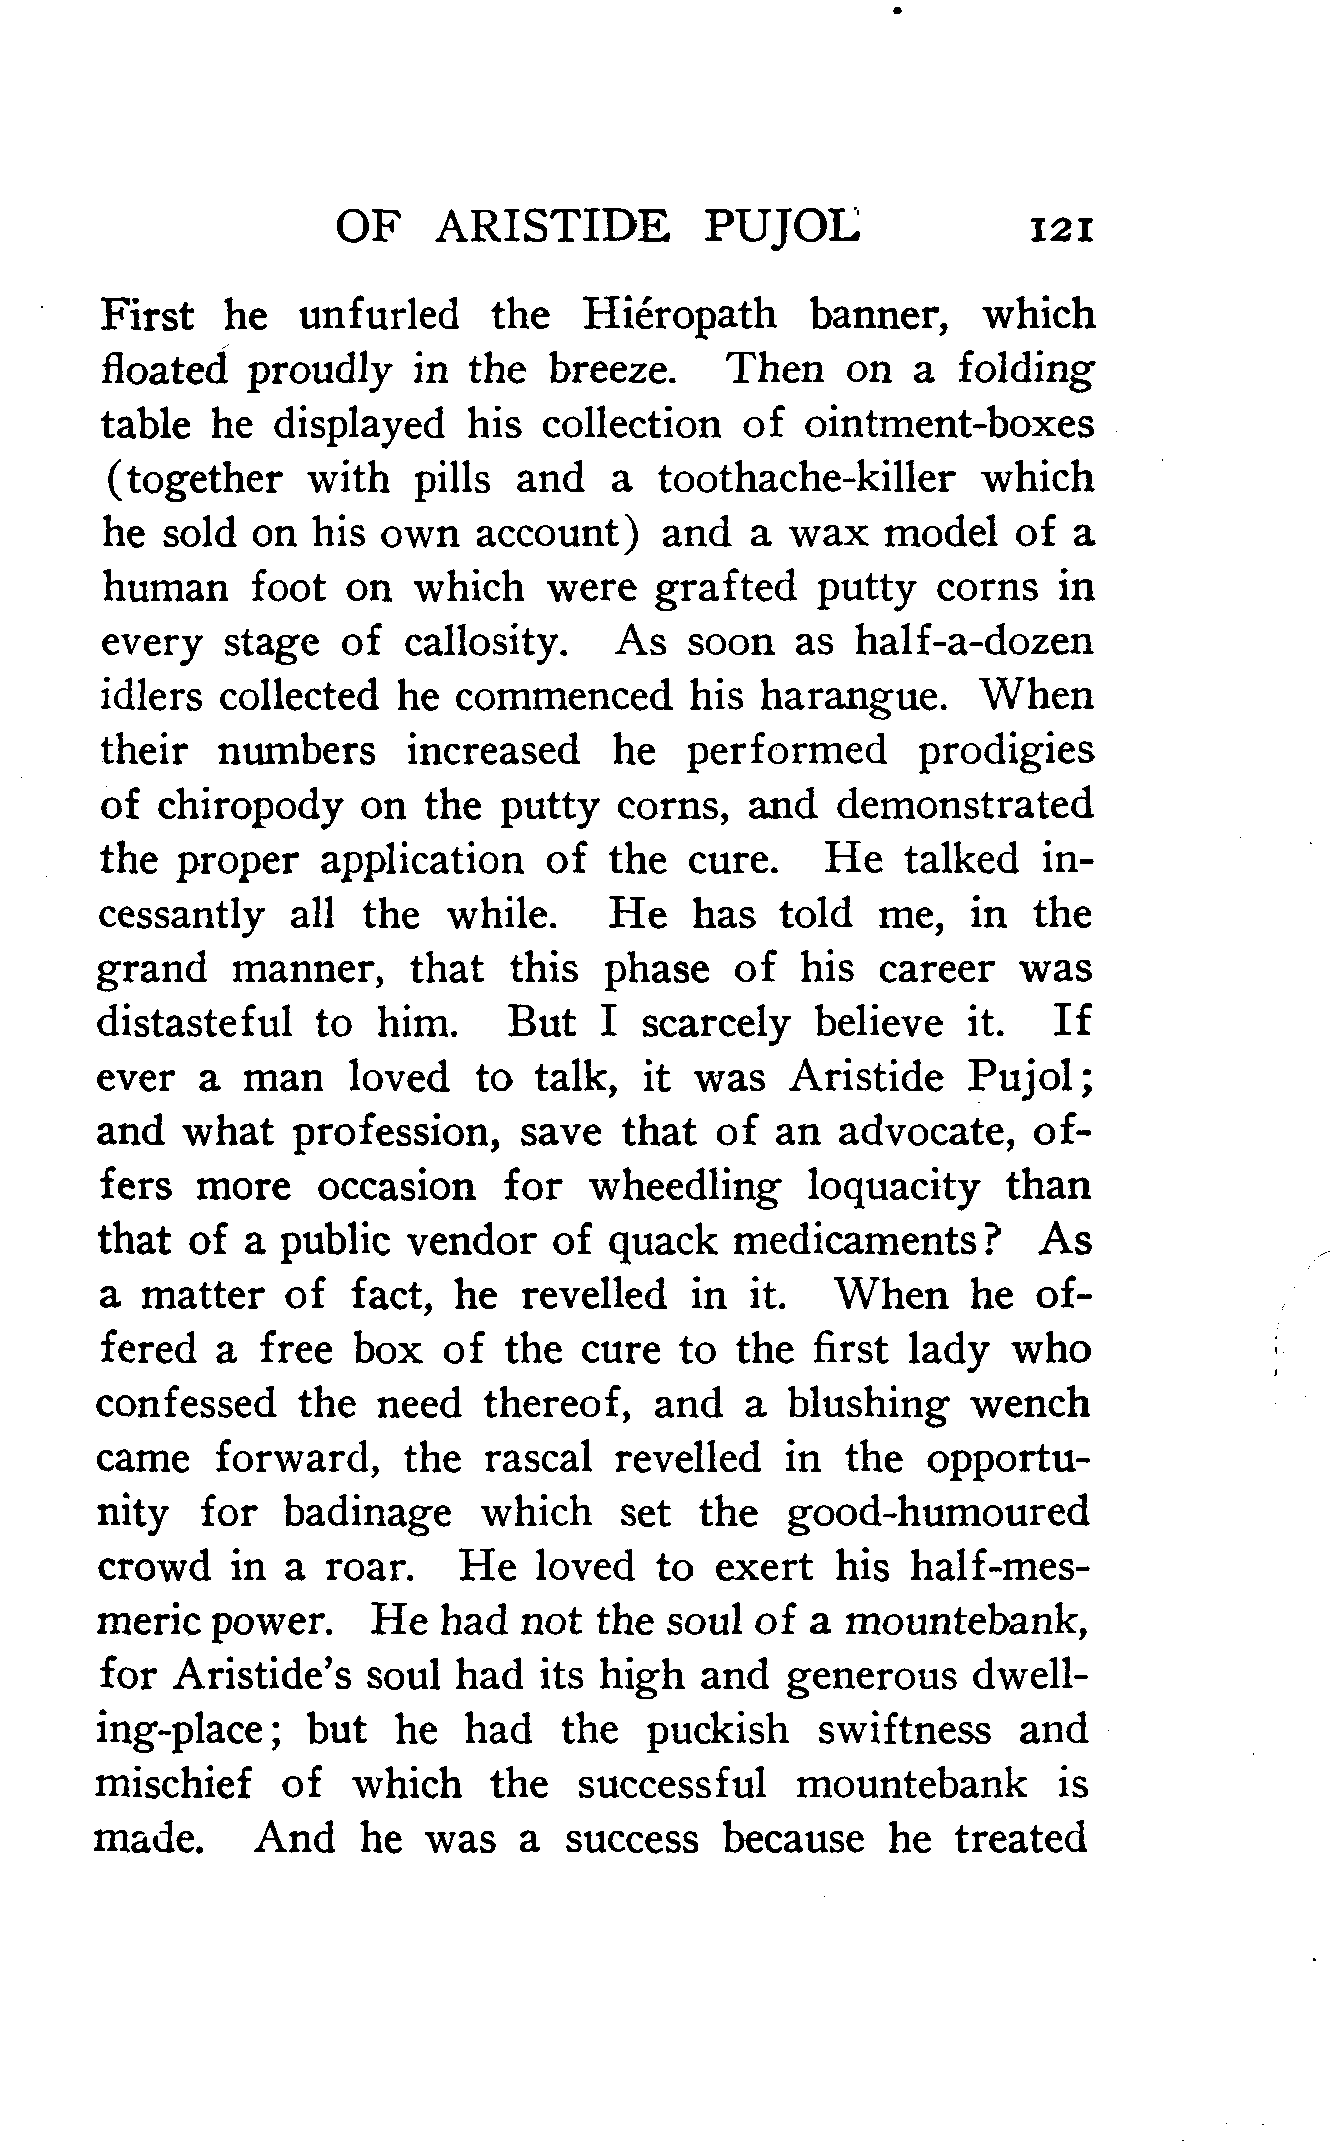 OF ARISTIDE PUJOL 121
First he unfurled the Hiéropath banner, which
floated proudly in the breeze. Then on a folding
table he displayed his collection of ointment-boxes
(together with pills and a toothache-killer which
he sold on his own account) and a wax model of a
human foot on which were grafted putty corns in
every stage of callosity. As soon as half-a-dozen
idlers collected he commenced his harangue. When
their numbers increased he performed prodigies
of chiropody on the putty corns, and demonstrated
the proper application of the cure. He talked in-
cessantly all the while. He has told me, in the
grand manner, that this phase of his career was
distasteful to him. But I scarcely believe it. If
ever a man loved to talk, it was Aristide Pujol;
and what profession, save that of an advocate, of-
fers more occasion for wheedling loquacity than
that of a public vendor of quack medicaments? As
a matter of fact, he revelled in it. When he of-
fered a free box of the cure to the first lady who
confessed the need thereof, and a blushing wench
came forward, the rascal revelled in the opportu-
nity for badinage which set the good-humoured
crowd in a roar. He loved to exert his half-mes-
meric power. He had not the soul of a mountebank,
for Aristide's soul had its high and generous dwell-
ing-place; but he had the puckish swiftness and
mischief of which the successful mountebank is
made. And he was a success because he treated